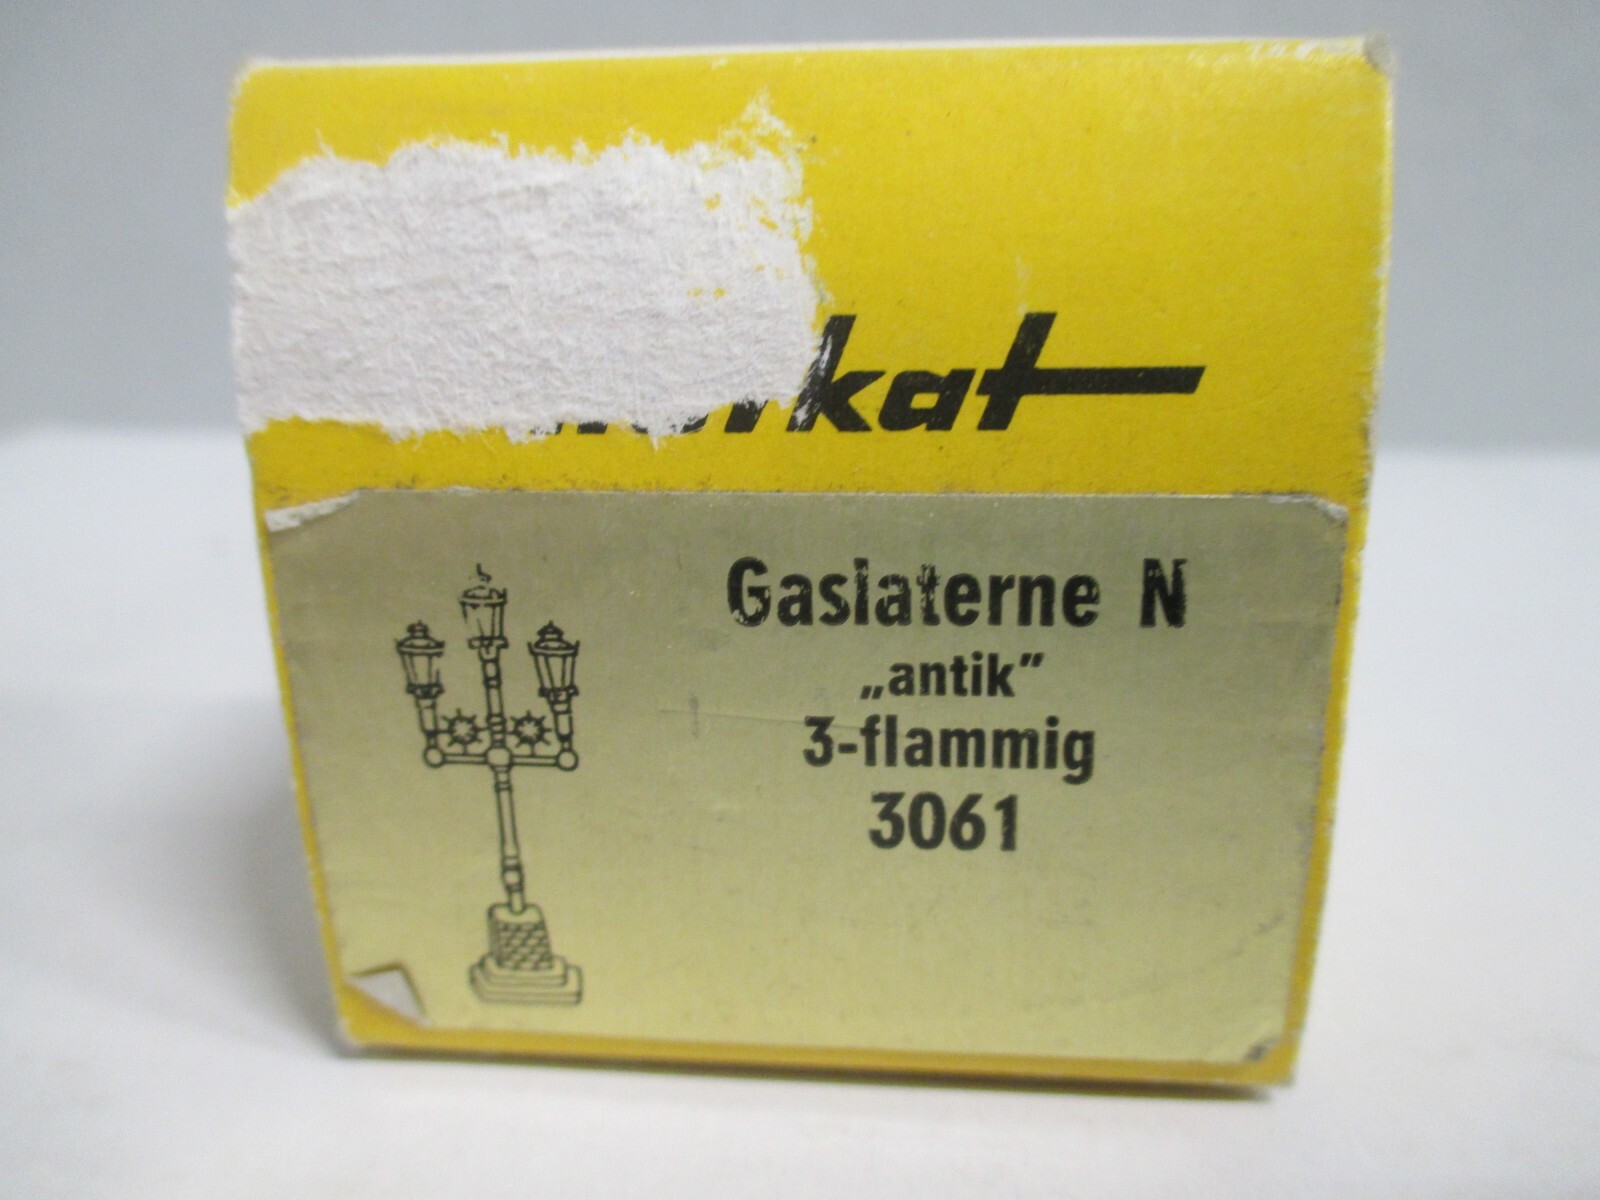 Gaslaterne N
„antik”
3-flammig
3061